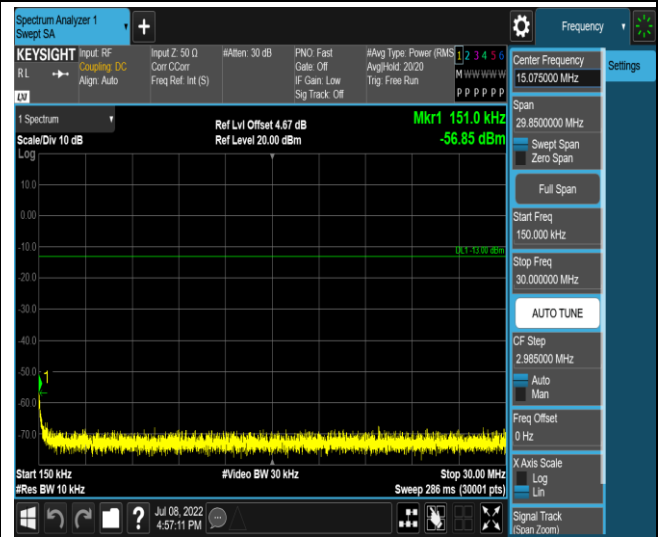 Spectrum Analyzer 1
Swept SA
+
Frequency
KEYSIGHT
RL
LXI
Input: RF
Coupling: DC
Align: Auto
Input Z: 50 Ω
Corr CCorr
Freq Ref: Int (S)
#Atten: 30 dB
PNO: Fast
Gate: Off
IF Gain: Low
Sig Track: Off
#Avg Type: Power (RMS
Avg|Hold: 20/20
Trig: Free Run
1 2 3 4 5 6
M W W W W W
P P P P P P
1 Spectrum
Scale/Div 10 dB
Log
Ref Lvl Offset 4.67 dB
Ref Level 20.00 dBm
Mkr1 151.0 kHz
-56.85 dBm
10.0
0.00
-10.0
DL1 -13.00 dBm
-20.0
-30.0
-40.0
-50.0
1
-60.0
-70.0
Start 150 kHz
#Res BW 10 kHz
#Video BW 30 kHz
Stop 30.00 MHz
Sweep 286 ms (30001 pts)
?
Jul 08, 2022
4:57:11 PM
Center Frequency
15.075000 MHz
Settings
Span
29.8500000 MHz
Swept Span
Zero Span
Full Span
Start Freq
150.000 kHz
Stop Freq
30.000000 MHz
AUTO TUNE
CF Step
2.985000 MHz
Auto
Man
Freq Offset
0 Hz
X Axis Scale
Log
Lin
Signal Track
(Span Zoom)